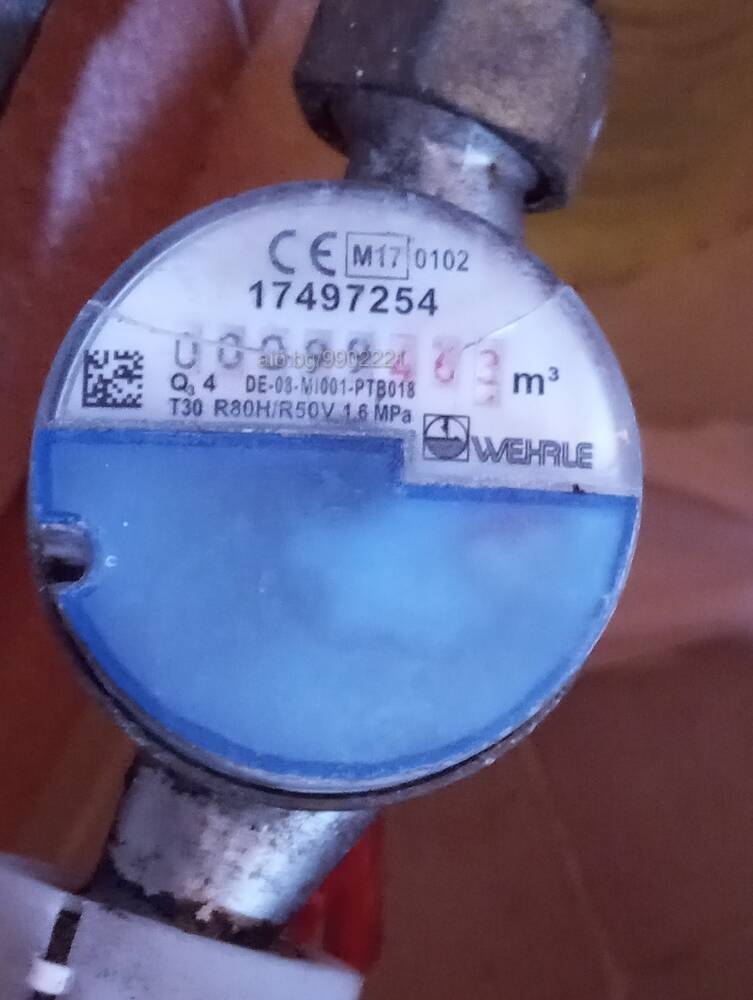 CE M17 0102
17497254
alo.bg/9902221
m³
Q₃ 4 DE-08-MI001-PTB018
T30 R80H/R50V 1.6 MPa
WEHRLE